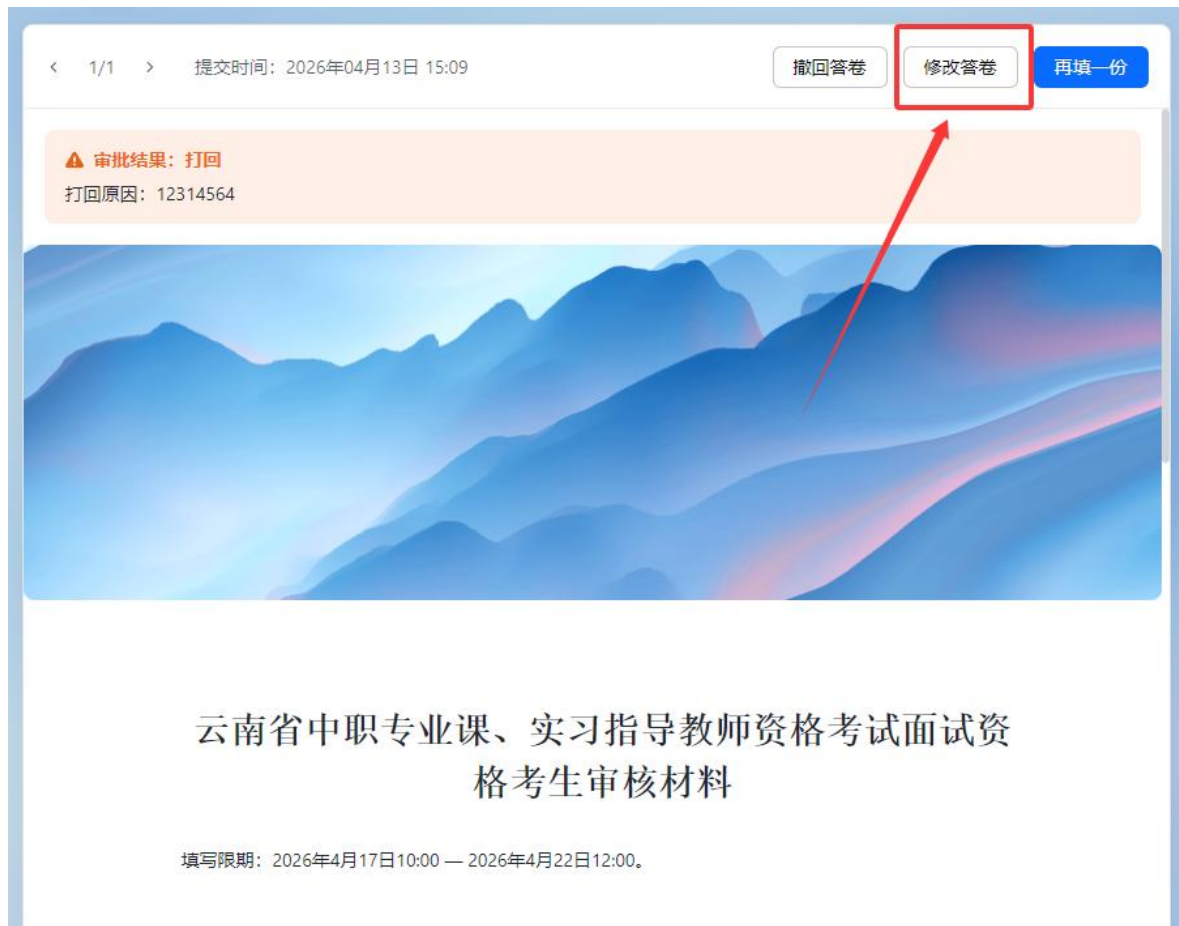 < 1/1 > 提交时间：2026年04月13日 15:09 撤回答卷 修改答卷 再填一份
审批结果：打回
打回原因：12314564
云南省中职专业课、实习指导教师资格考试面试资
格考生审核材料
填写限期：2026年4月17日10:00 — 2026年4月22日12:00。